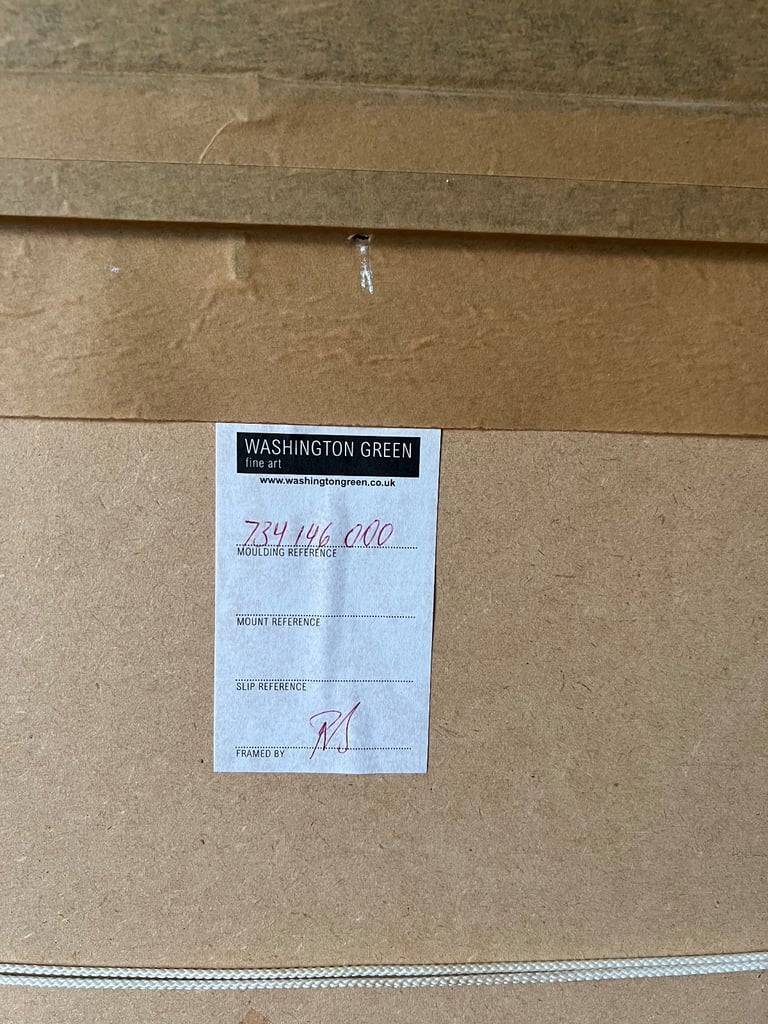 WASHINGTON GREEN
fine art
www.washingtongreen.co.uk
734 146 000
MOULDING REFERENCE
MOUNT REFERENCE
SLIP REFERENCE
FRAMED BY